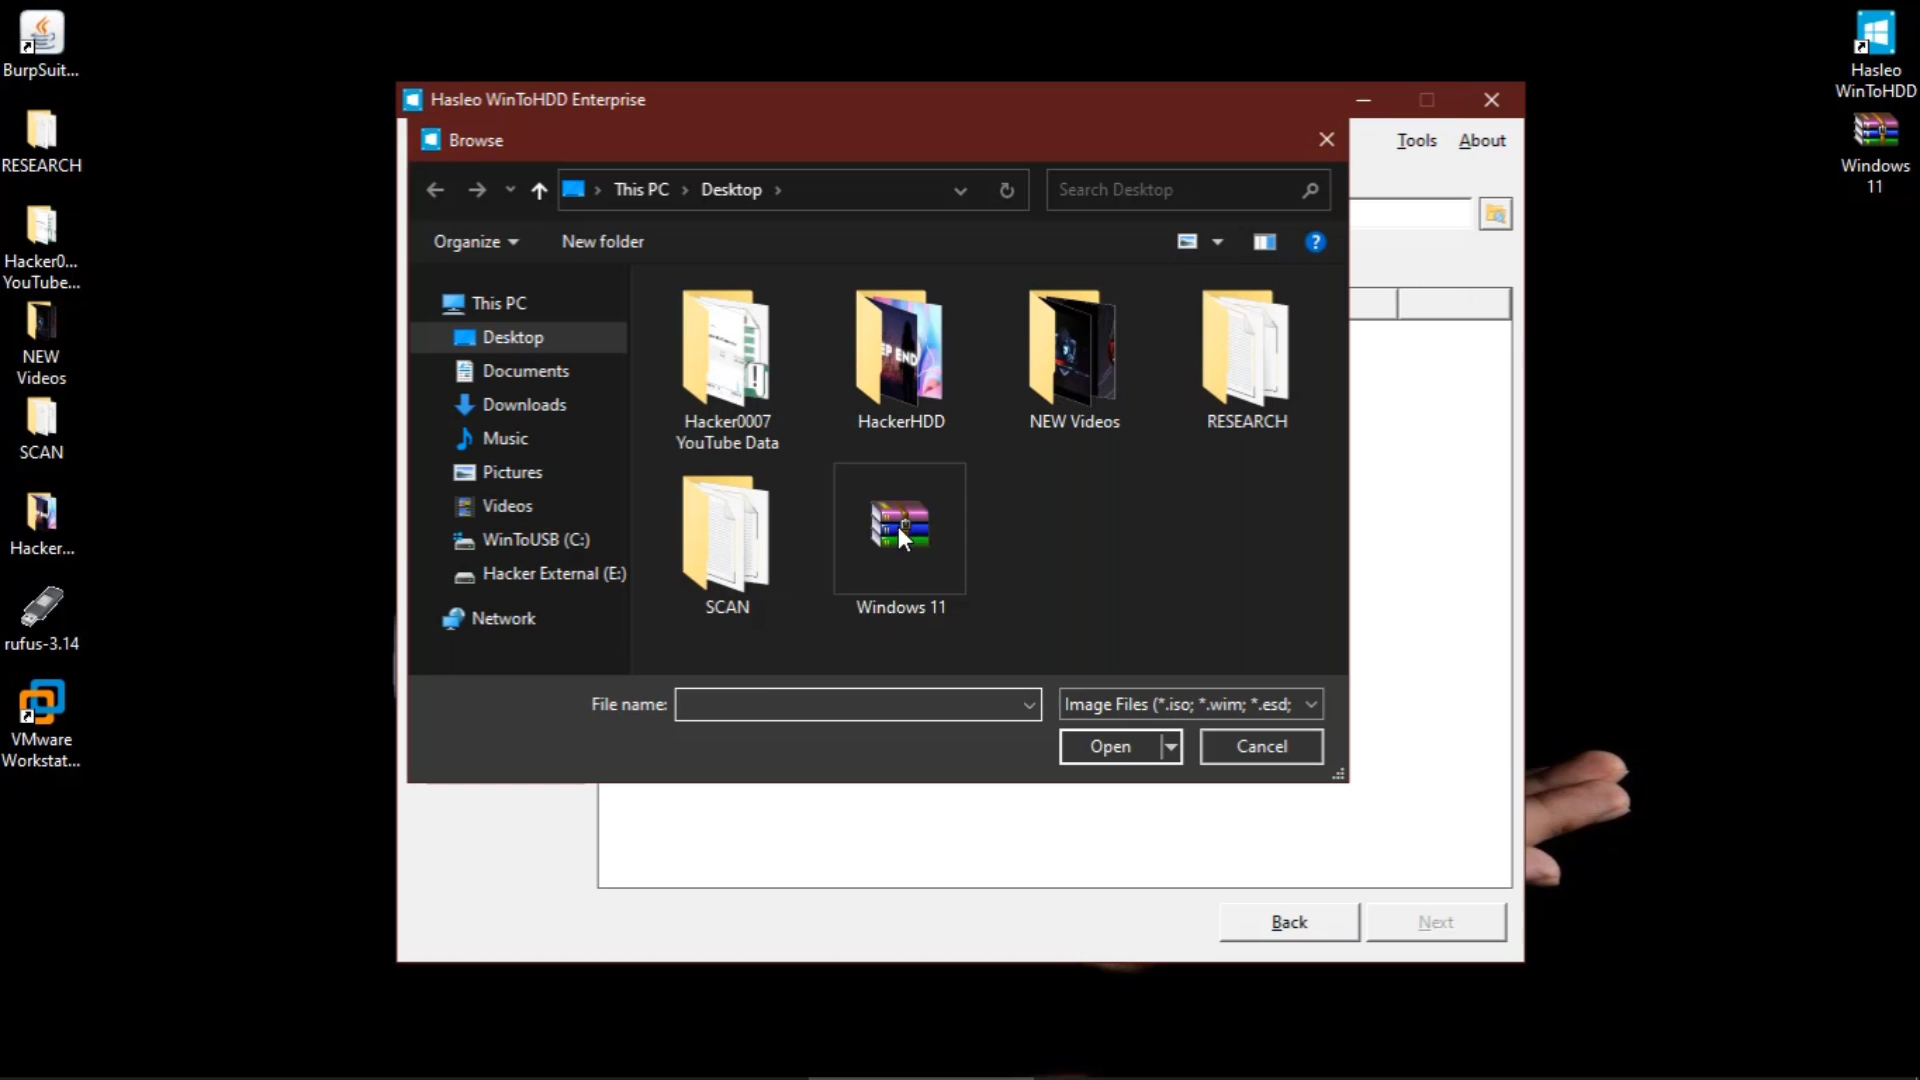 BurpSuit...
RESEARCH
Hacker0...
YouTube...
NEW
Videos
SCAN
Hacker...
rufus-3.14
VMware
Workstat...
Hasleo WinToHDD Enterprise
Browse
Tools About
This PC Desktop
Search Desktop
Organize New folder
This PC
Desktop
Documents
Downloads
Music
Pictures
Videos
WinToUSB (C:)
Hacker External (E:)
Network
Hacker0007
YouTube Data
HackerHDD
NEW Videos
RESEARCH
SCAN
Windows 11
File name:
Image Files (*.iso; *.wim; *.esd;
Open Cancel
Back Next
Hasleo
WinToHDD
Windows
11